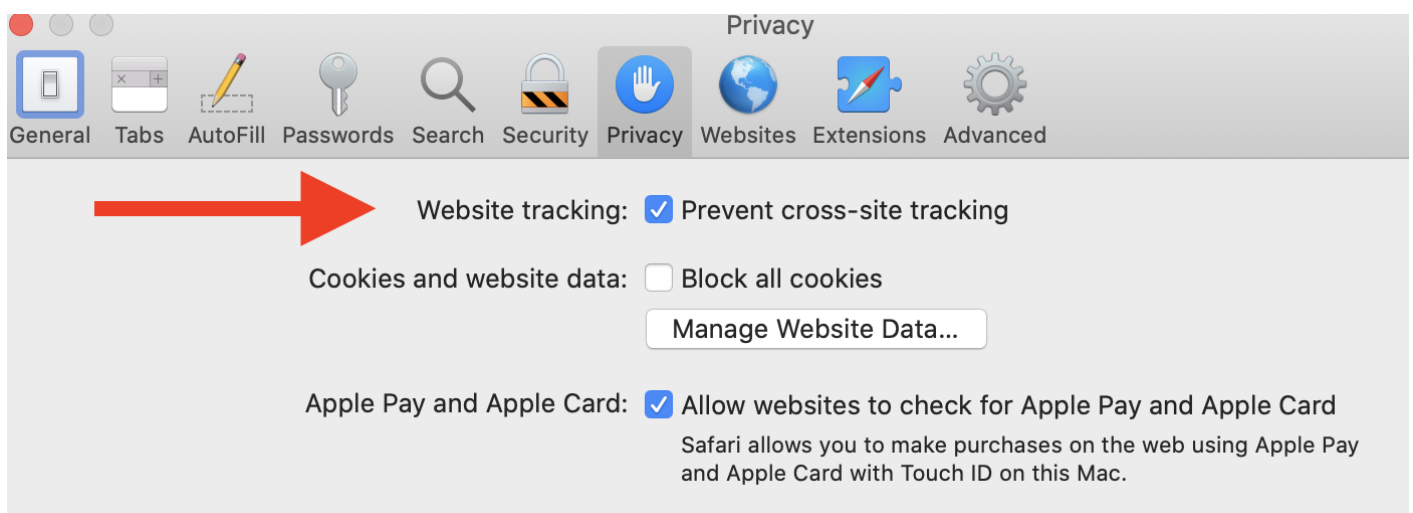 Privacy
General Tabs AutoFill Passwords Search Security Privacy Websites Extensions Advanced
Website tracking: Prevent cross-site tracking
Cookies and website data: Block all cookies
Manage Website Data...
Apple Pay and Apple Card: Allow websites to check for Apple Pay and Apple Card
Safari allows you to make purchases on the web using Apple Pay
and Apple Card with Touch ID on this Mac.